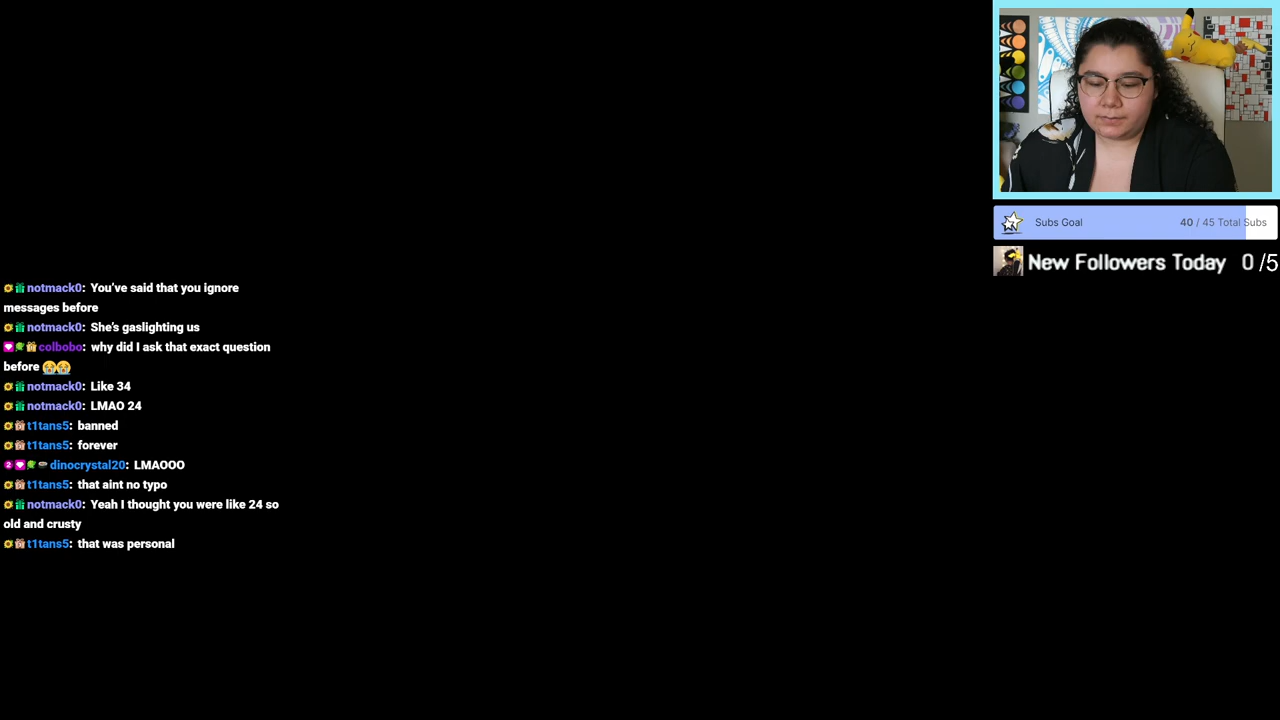 notmack0: You've said that you ignore
messages before
notmack0: She's gaslighting us
colbobo: why did I ask that exact question
before 😭😭
notmack0: Like 34
notmack0: LMAO 24
t1tans5: banned
t1tans5: forever
dinocrystal20: LMAOOO
t1tans5: that aint no typo
notmack0: Yeah I thought you were like 24 so
old and crusty
t1tans5: that was personal
Subs Goal 40 / 45 Total Subs
New Followers Today 0 /5